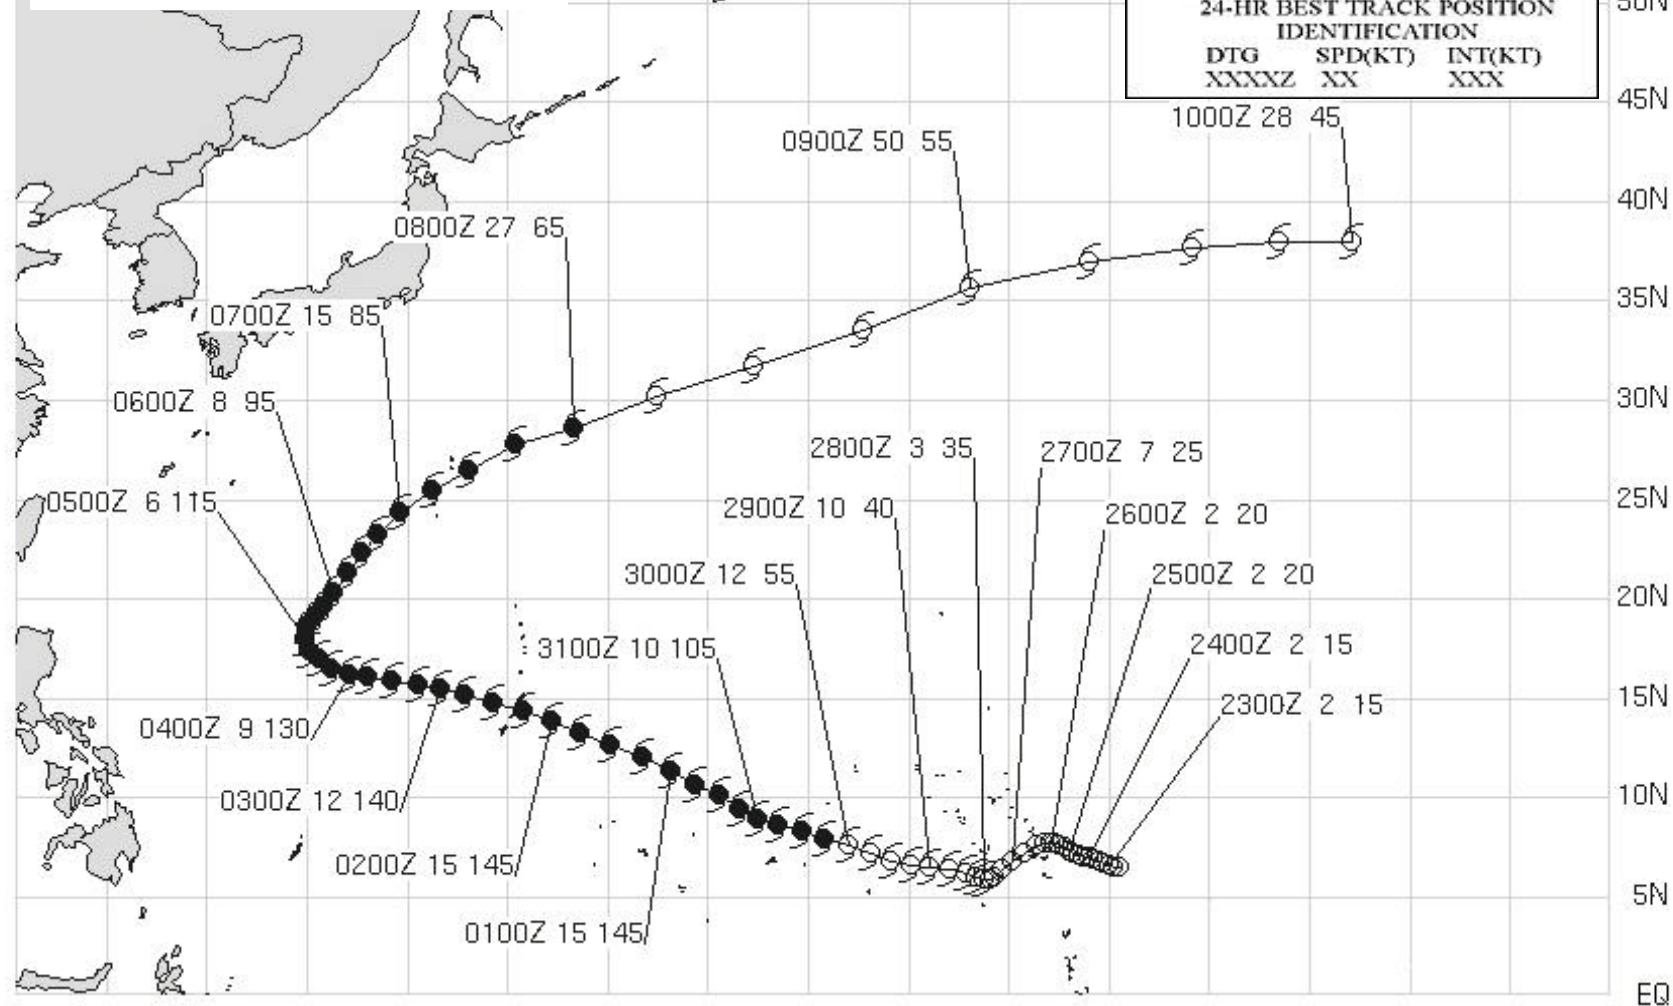 50N
24-HR BEST TRACK POSITION
IDENTIFICATION
DTG SPD(KT) INT(KT)
XXXXZ XX XXX
45N
1000Z 28 45
0900Z 50 55
40N
0800Z 27 65
35N
0700Z 15 85
30N
0600Z 8 95
2800Z 3 35
2700Z 7 25
25N
0500Z 6 115
2900Z 10 40
2600Z 2 20
3000Z 12 55
2500Z 2 20
20N
3100Z 10 105
2400Z 2 15
15N
2300Z 2 15
0400Z 9 130
10N
0300Z 12 140
0200Z 15 145
5N
0100Z 15 145
EQ